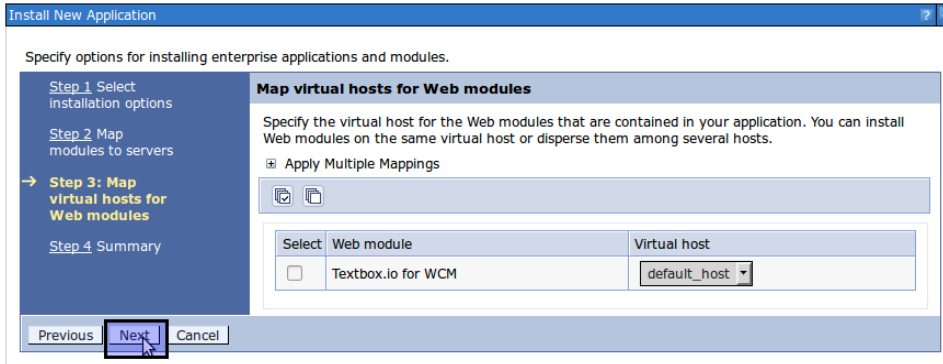 Install New Application ?
Specify options for installing enterprise applications and modules.
Step 1 Select
installation options
Step 2 Map
modules to servers
→ Step 3: Map
virtual hosts for
Web modules
Step 4 Summary
Map virtual hosts for Web modules
Specify the virtual host for the Web modules that are contained in your application. You can install
Web modules on the same virtual host or disperse them among several hosts.
Apply Multiple Mappings
Select Web module Virtual host
Textbox.io for WCM default_host
Previous Next Cancel